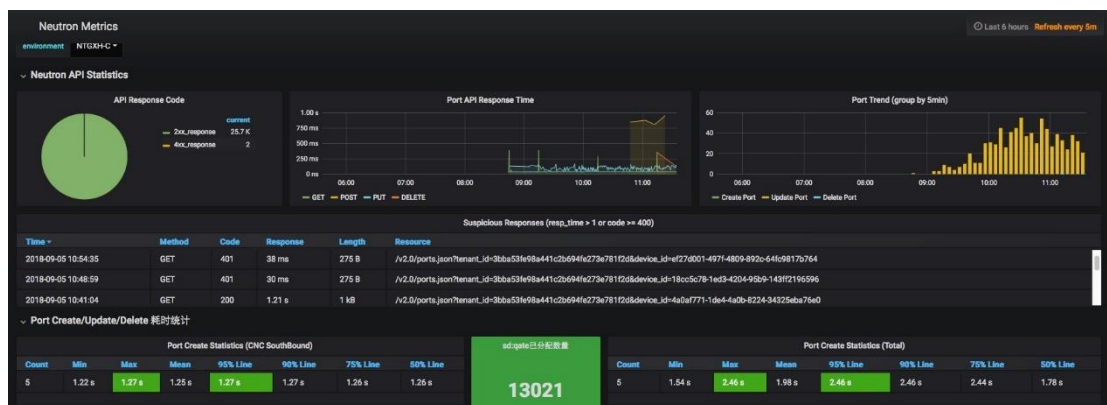 Neutron Metrics
Last 6 hours Refresh every 5m
environment NTGXH-C
Neutron API Statistics
API Response Code
current
2xx_response 25.7 K
4xx_response 2
Port API Response Time
1.00 s
750 ms
500 ms
250 ms
0 ms
06:00 07:00 08:00 09:00 10:00 11:00
GET POST PUT DELETE
Port Trend (group by 5min)
60
40
20
0
06:00 07:00 08:00 09:00 10:00 11:00
Create Port Update Port Delete Port
Suspicious Responses (resp_time > 1 or code >= 400)
Time Method Code Response Length Resource
2018-09-05 10:54:35 GET 401 38 ms 275 B /v2.0/ports.json?tenant_id=3bba53fe98a441c2b694fe273e781f2d&device_id=ef27d001-497f-4809-892c-64fc9817b764
2018-09-05 10:48:59 GET 401 30 ms 275 B /v2.0/ports.json?tenant_id=3bba53fe98a441c2b694fe273e781f2d&device_id=18cc5c78-1ed3-4204-95b9-143ff2196596
2018-09-05 10:41:04 GET 200 1.21 s 1 kB /v2.0/ports.json?tenant_id=3bba53fe98a441c2b694fe273e781f2d&device_id=4a0af771-1de4-4a0b-8224-34325eba76e0
Port Create/Update/Delete 耗时统计
Port Create Statistics (CNC SouthBound)
Count Min Max Mean 95% Line 90% Line 75% Line 50% Line
5 1.22 s 1.27 s 1.25 s 1.27 s 1.27 s 1.26 s 1.26 s
sd:qate已分配数量
13021
Port Create Statistics (Total)
Count Min Max Mean 95% Line 90% Line 75% Line 50% Line
5 1.54 s 2.46 s 1.98 s 2.46 s 2.46 s 2.44 s 1.78 s